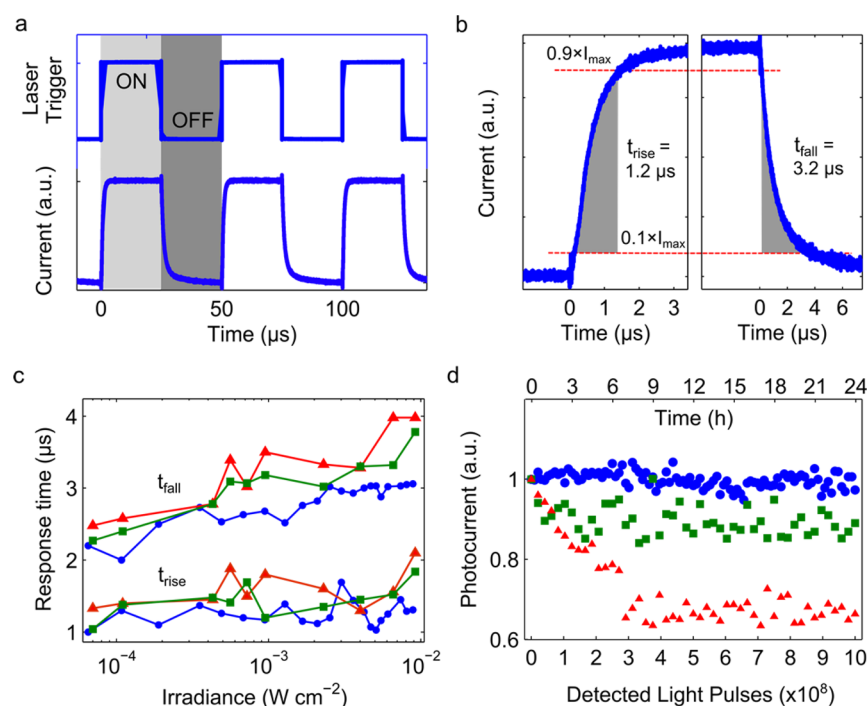 a
Laser
Trigger
ON
OFF
Current (a.u.)
0 50 100
Time (µs)
b
Current (a.u.)
0.9×Imax
0.1×Imax
trise =
1.2 µs
tfall =
3.2 µs
0 1 2 3
Time (µs)
0 2 4 6
Time (µs)
c
Response time (µs)
4
3
2
1
tfall
trise
10⁻⁴ 10⁻³ 10⁻²
Irradiance (W cm⁻²)
d
0 3 6 9 12 15 18 21 24
Time (h)
Photocurrent (a.u.)
1
0.8
0.6
0 1 2 3 4 5 6 7 8 9 10
Detected Light Pulses (x10⁸)